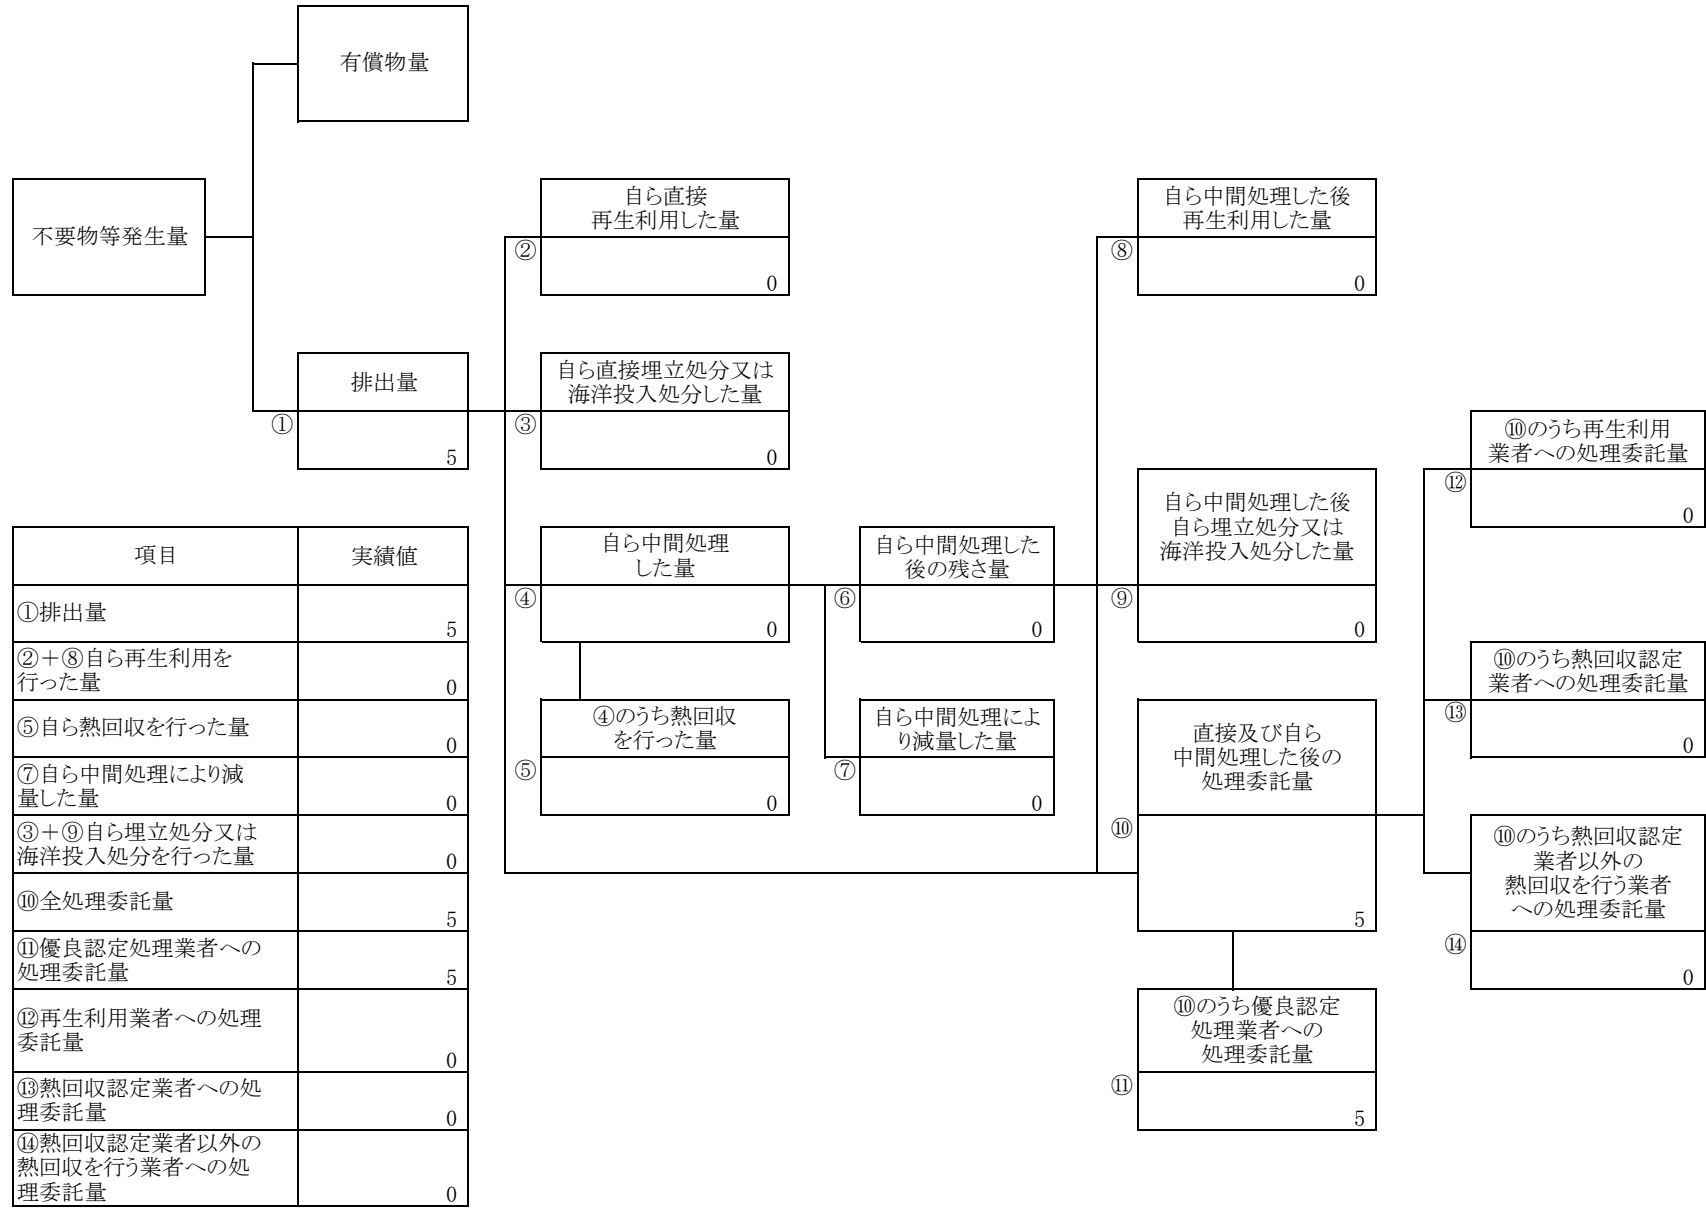 有償物量
不要物等発生量
自ら直接
再生利用した量
②
0
自ら中間処理した後
再生利用した量
⑧
0
排出量
①
5
自ら直接埋立処分又は
海洋投入処分した量
③
0
⑩のうち再生利用
業者への処理委託量
⑫
0
自ら中間処理した後
自ら埋立処分又は
海洋投入処分した量
⑨
0
自ら中間処理
した量
④
0
自ら中間処理した
後の残さ量
⑥
0
⑩のうち熱回収認定
業者への処理委託量
⑬
0
④のうち熱回収
を行った量
⑤
0
自ら中間処理によ
り減量した量
⑦
0
直接及び自ら
中間処理した後の
処理委託量
⑩
5
⑩のうち熱回収認定
業者以外の
熱回収を行う業者
への処理委託量
⑭
0
⑩のうち優良認定
処理業者への
処理委託量
⑪
5
項目 実績値
①排出量
5
②＋⑧自ら再生利用を
行った量
0
⑤自ら熱回収を行った量
0
⑦自ら中間処理により減
量した量
0
③＋⑨自ら埋立処分又は
海洋投入処分を行った量
0
⑩全処理委託量
5
⑪優良認定処理業者への
処理委託量
5
⑫再生利用業者への処理
委託量
0
⑬熱回収認定業者への処
理委託量
0
⑭熱回収認定業者以外の
熱回収を行う業者への処
理委託量
0